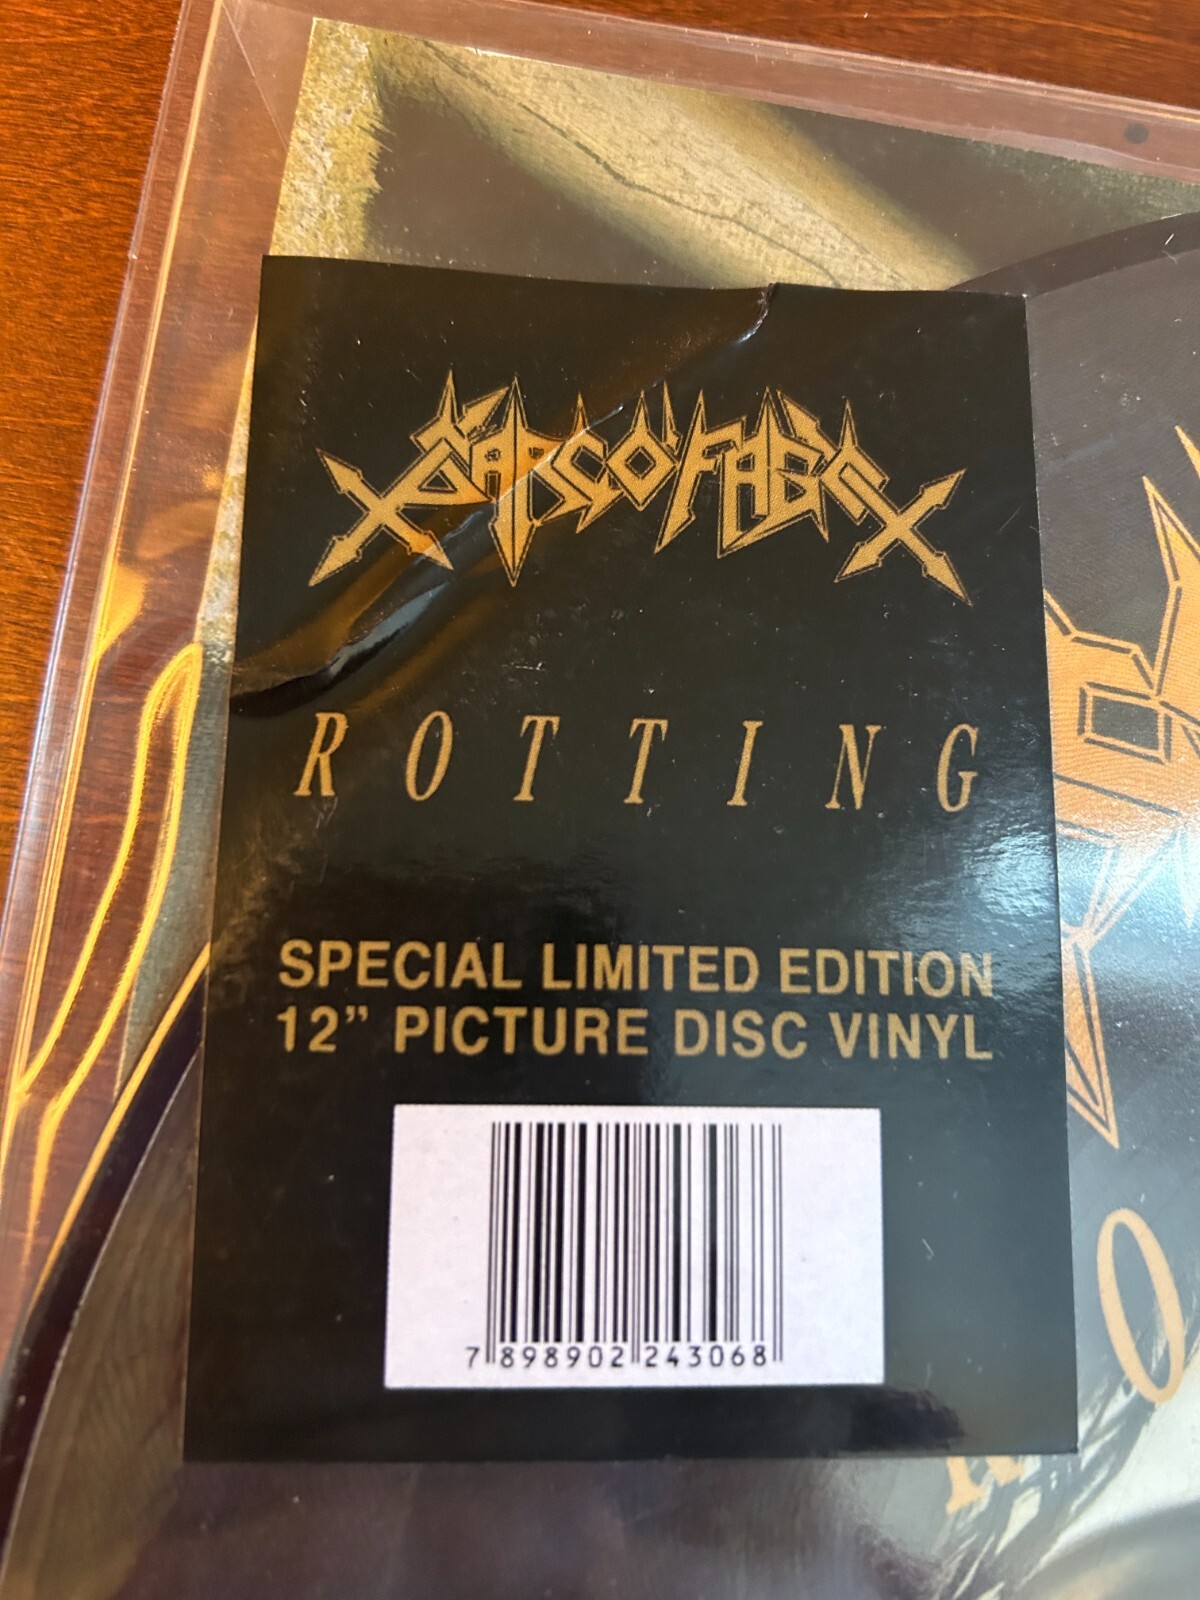 SARCOFAGO
ROTTING
SPECIAL LIMITED EDITION
12” PICTURE DISC VINYL
7 898902 243068
O